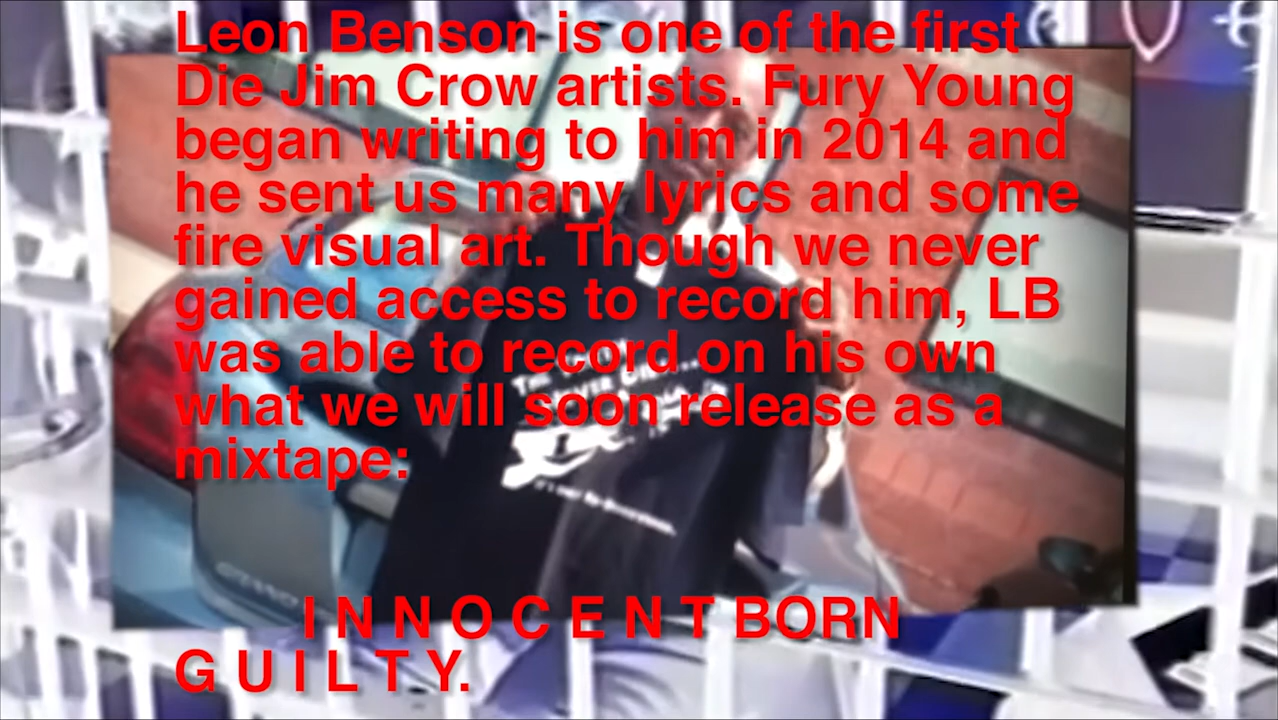 Leon Benson is one of the first
Die Jim Crow artists. Fury Young
began writing to him in 2014 and
he sent us many lyrics and some
fire visual art. Though we never
gained access to record him, LB
was able to record on his own
what we will soon release as a
mixtape:
I N N O C E N T BORN
G U I L T Y.